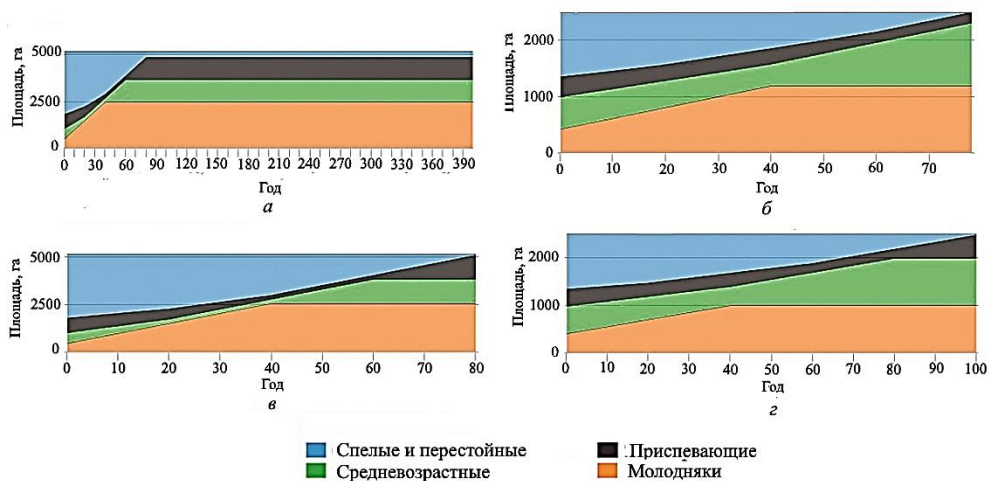 Площадь, га
5000
2500
0
0 30 60 90 120 150 180 210 240 270 300 330 360 390
Год
а
Площадь, га
2000
1000
0
0 10 20 30 40 50 60 70
Год
б
Площадь, га
5000
2500
0
0 10 20 30 40 50 60 70 80
Год
в
Площадь, га
2000
1000
0
0 10 20 30 40 50 60 70 80 90 100
Год
г
Спелые и перестойные
Приспевающие
Средневозрастные
Молодняки